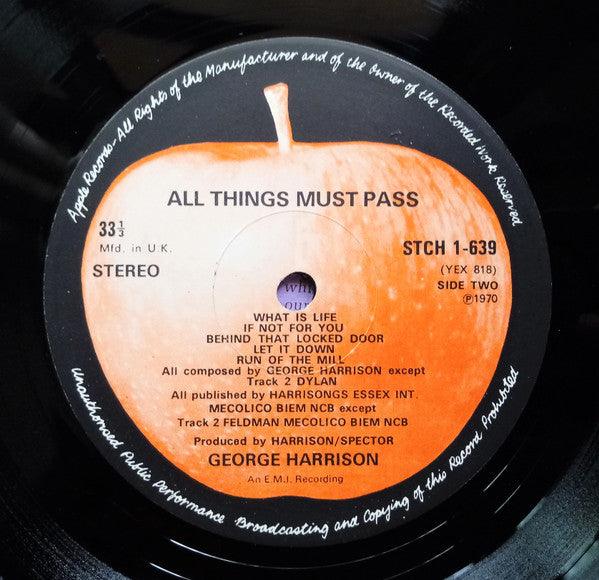 Apple Records-All Rights of the Manufacturer and of the Owner of the Recorded Work Reserved
ALL THINGS MUST PASS
33 1/3
Mfd. in U.K.
STEREO
STCH 1-639
(YEX 818)
SIDE TWO
℗1970
whi
our
WHAT IS LIFE
IF NOT FOR YOU
BEHIND THAT LOCKED DOOR
LET IT DOWN
RUN OF THE MILL
All composed by GEORGE HARRISON except
Track 2 DYLAN
All published by HARRISONGS ESSEX INT.
MECOLICO BIEM NCB except
Track 2 FELDMAN MECOLICO BIEM NCB
Produced by HARRISON/SPECTOR
GEORGE HARRISON
An E.M.I. Recording
Unauthorised Public Performance Broadcasting and Copying of this Record Prohibited